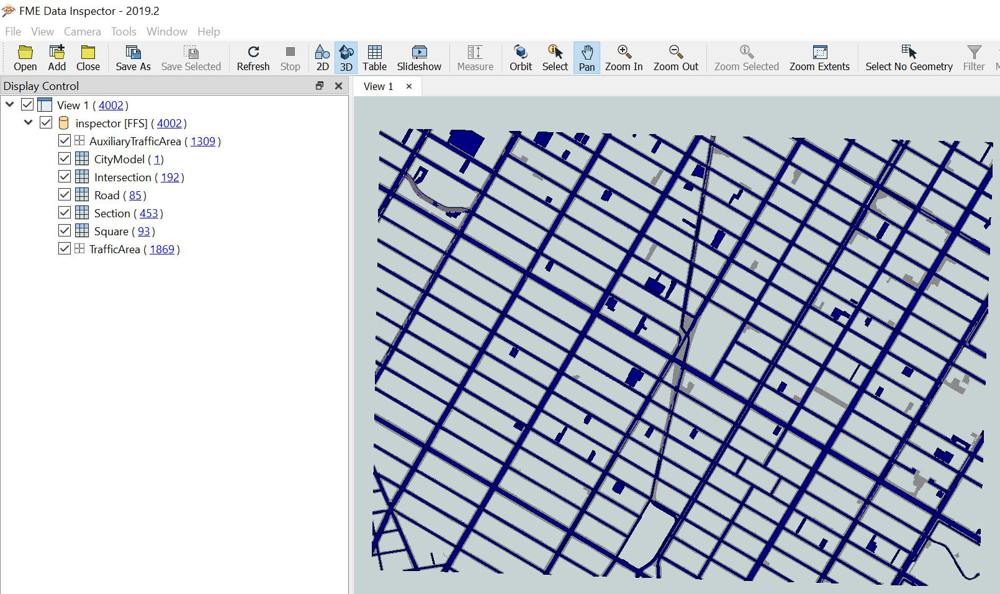 FME Data Inspector - 2019.2
File View Camera Tools Window Help
Open Add Close Save As Save Selected Refresh Stop 2D 3D Table Slideshow Measure Orbit Select Pan Zoom In Zoom Out Zoom Selected Zoom Extents Select No Geometry Filter
Display Control
View 1
View 1 ( 4002 )
inspector [FFS] ( 4002 )
AuxiliaryTrafficArea ( 1309 )
CityModel ( 1 )
Intersection ( 192 )
Road ( 85 )
Section ( 453 )
Square ( 93 )
TrafficArea ( 1869 )